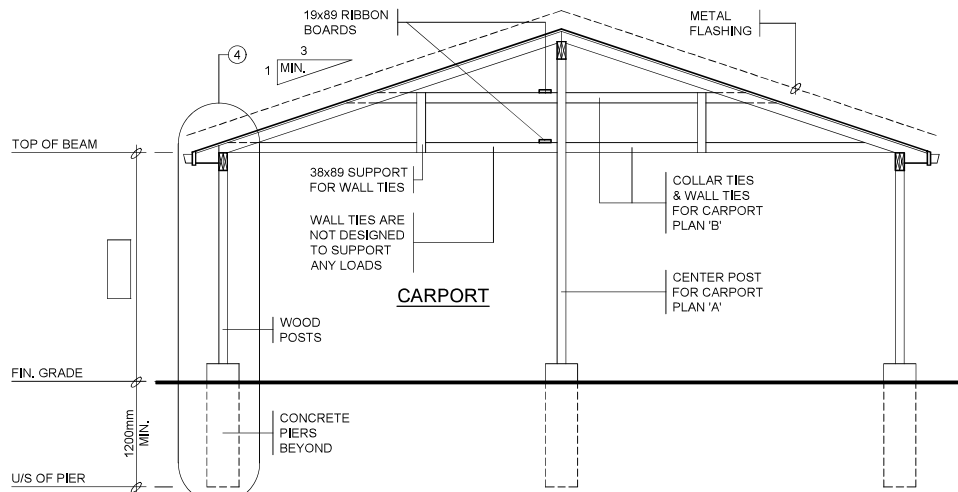 19x89 RIBBON
BOARDS
METAL
FLASHING
4
3
1
MIN.
TOP OF BEAM
38x89 SUPPORT
FOR WALL TIES
COLLAR TIES
& WALL TIES
FOR CARPORT
PLAN 'B'
WALL TIES ARE
NOT DESIGNED
TO SUPPORT
ANY LOADS
CARPORT
CENTER POST
FOR CARPORT
PLAN 'A'
WOOD
POSTS
FIN. GRADE
1200mm
MIN.
CONCRETE
PIERS
BEYOND
U/S OF PIER